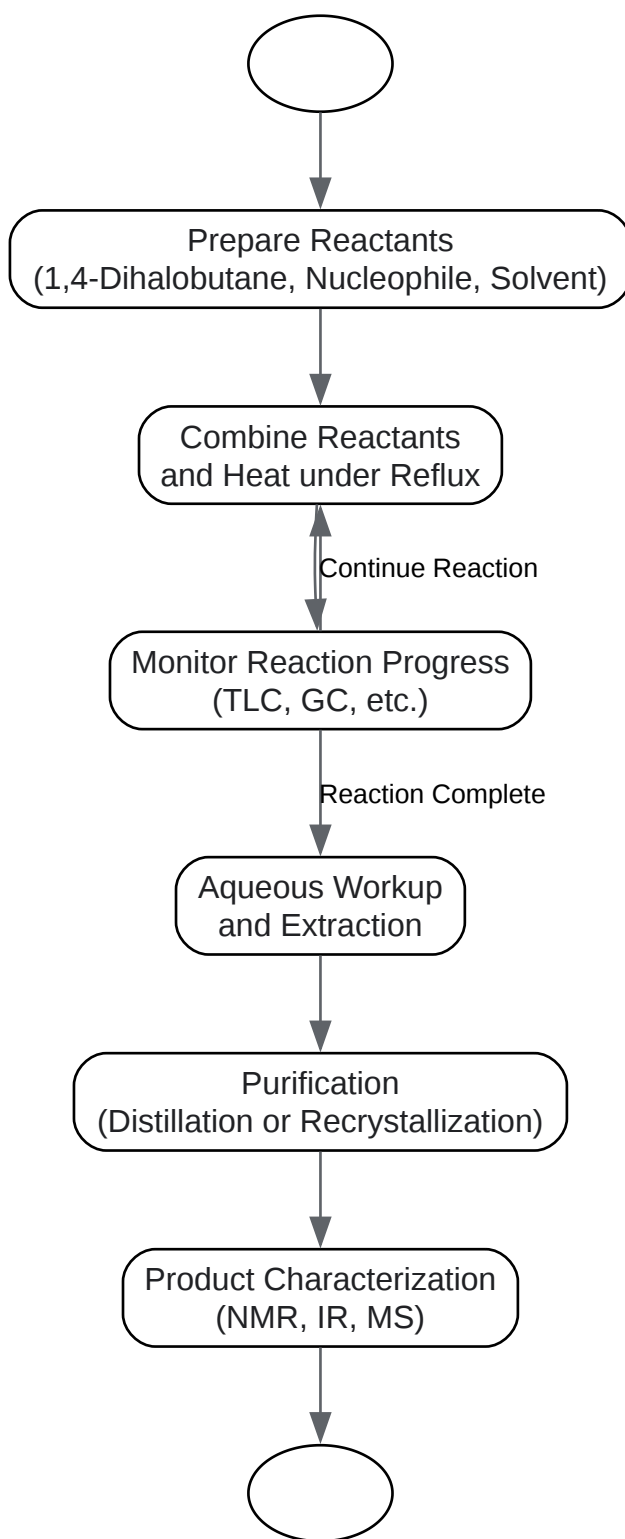 Prepare Reactants
(1,4-Dihalobutane, Nucleophile, Solvent)
Combine Reactants
and Heat under Reflux
Continue Reaction
Monitor Reaction Progress
(TLC, GC, etc.)
Reaction Complete
Aqueous Workup
and Extraction
Purification
(Distillation or Recrystallization)
Product Characterization
(NMR, IR, MS)